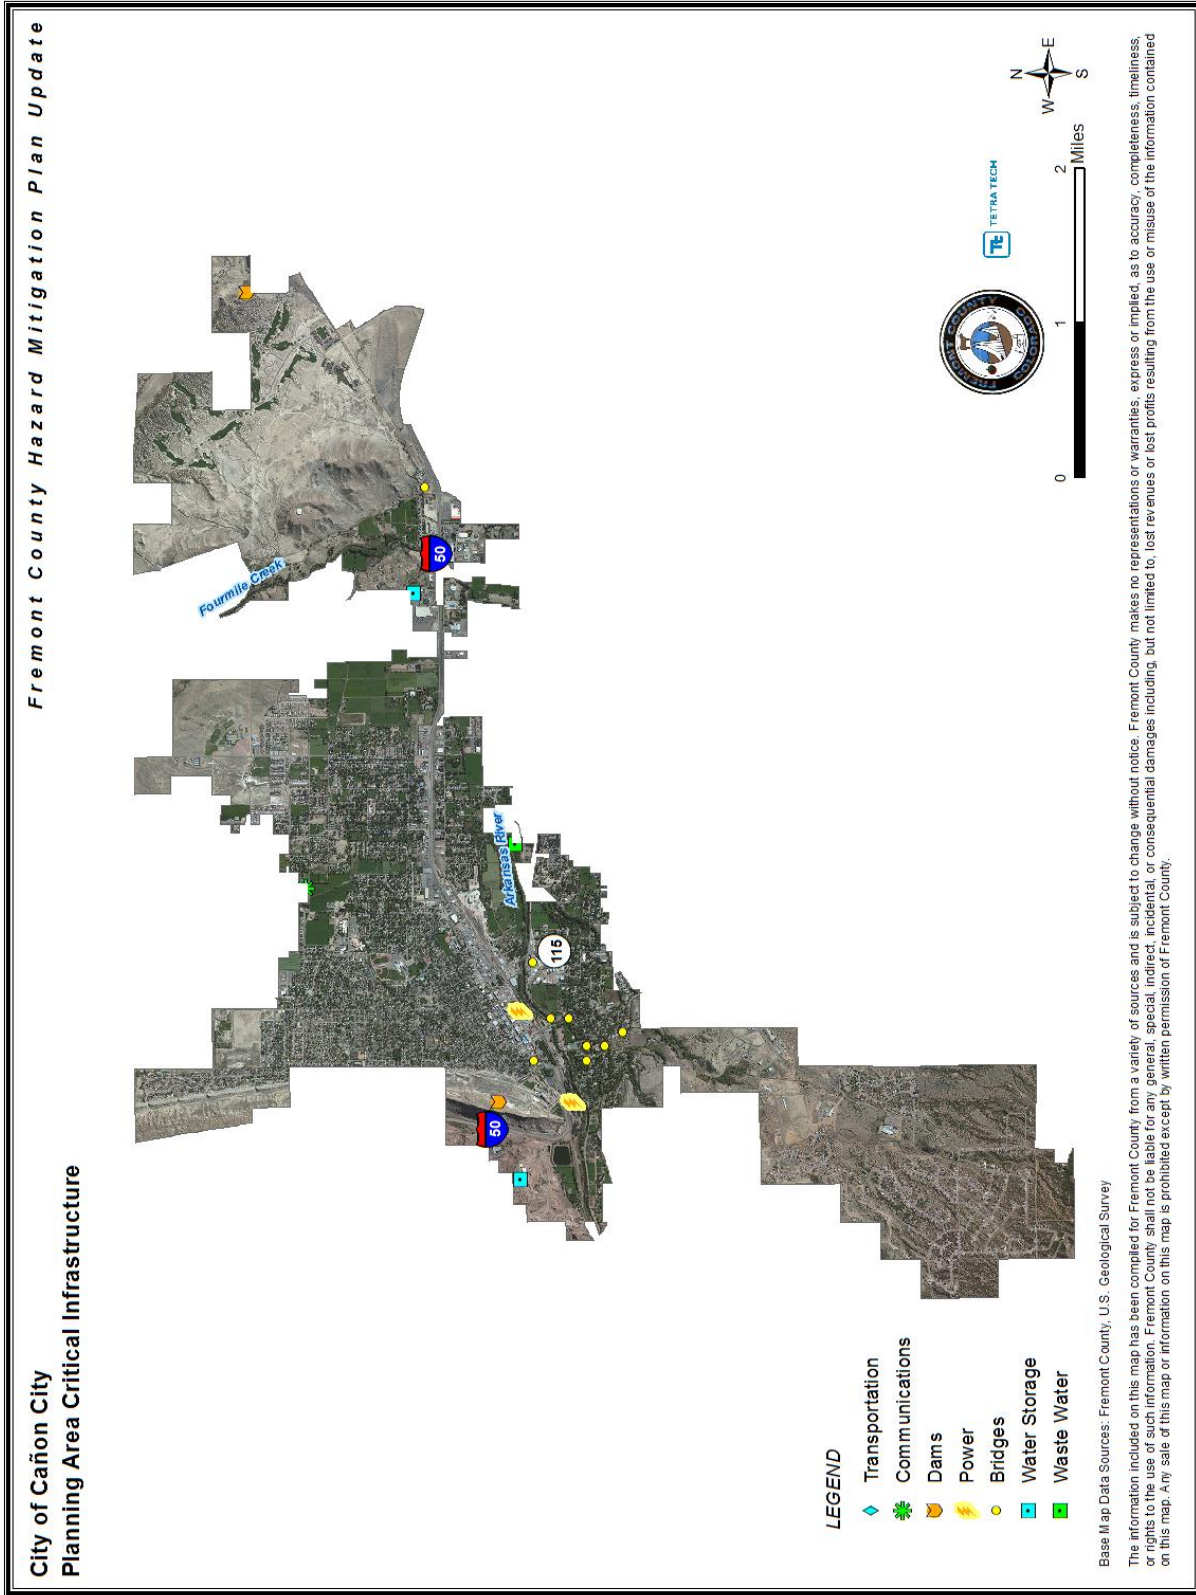 City of Cañon City
Planning Area Critical Infrastructure
Fremont County Hazard Mitigation Plan Update
Fourmile Creek
50
50
Arkansas River
115
LEGEND
Transportation
Communications
Dams
Power
Bridges
Water Storage
Waste Water
FREMONT COUNTY
COLORADO
Tt
TETRA TECH
N
W
E
S
0
1
2
Miles
Base Map Data Sources: Fremont County, U.S. Geological Survey
The information included on this map has been compiled for Fremont County from a variety of sources and is subject to change without notice. Fremont County makes no representations or warranties, express or implied, as to accuracy, completeness, timeliness,
or rights to the use of such information. Fremont County shall not be liable for any general, special, indirect, incidental, or consequential damages including, but not limited to, lost revenues or lost profits resulting from the use or misuse of the information contained
on this map. Any sale of this map or information on this map is prohibited except by written permission of Fremont County.